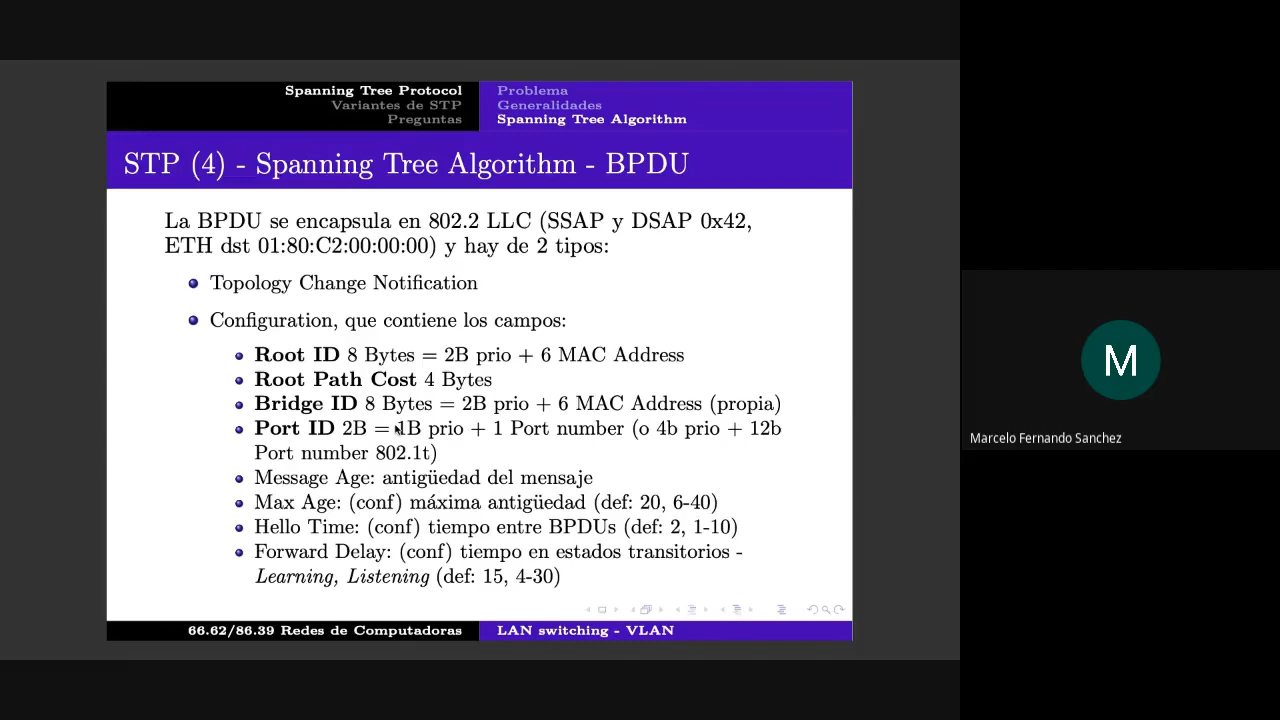 Spanning Tree Protocol
Variantes de STP
Preguntas
Problema
Generalidades
Spanning Tree Algorithm
STP (4) - Spanning Tree Algorithm - BPDU
La BPDU se encapsula en 802.2 LLC (SSAP y DSAP 0x42,
ETH dst 01:80:C2:00:00:00) y hay de 2 tipos:
Topology Change Notification
Configuration, que contiene los campos:
Root ID 8 Bytes = 2B prio + 6 MAC Address
Root Path Cost 4 Bytes
Bridge ID 8 Bytes = 2B prio + 6 MAC Address (propia)
Port ID 2B = 1B prio + 1 Port number (o 4b prio + 12b
Port number 802.1t)
Message Age: antigüedad del mensaje
Max Age: (conf) máxima antigüedad (def: 20, 6-40)
Hello Time: (conf) tiempo entre BPDUs (def: 2, 1-10)
Forward Delay: (conf) tiempo en estados transitorios -
Learning, Listening (def: 15, 4-30)
66.62/86.39 Redes de Computadoras
LAN switching - VLAN
M
Marcelo Fernando Sanchez